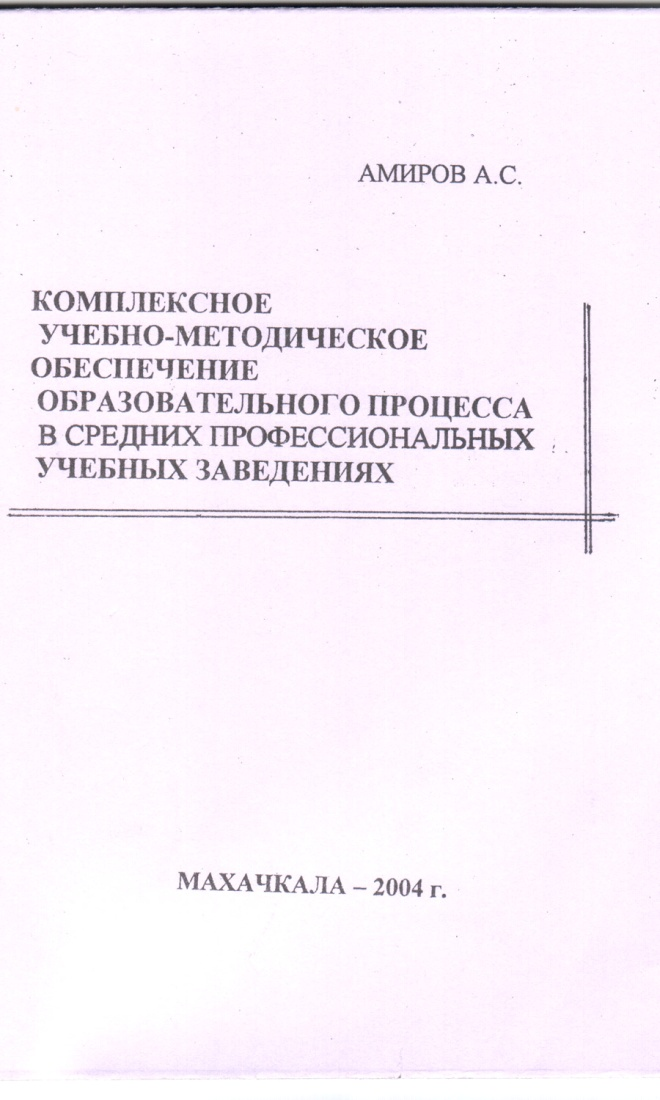 АМИРОВ А.С.
КОМПЛЕКСНОЕ
УЧЕБНО-МЕТОДИЧЕСКОЕ
ОБЕСПЕЧЕНИЕ
ОБРАЗОВАТЕЛЬНОГО ПРОЦЕССА
В СРЕДНИХ ПРОФЕССИОНАЛЬНЫХ
УЧЕБНЫХ ЗАВЕДЕНИЯХ
МАХАЧКАЛА – 2004 г.